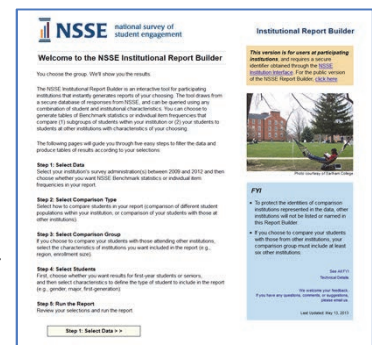 NSSE national survey of
student engagement
Welcome to the NSSE Institutional Report Builder
You choose the group. We'll show you the results.
The NSSE Institutional Report Builder is an interactive tool for participating
institutions that instantly generates reports of your choosing. The tool draws from
a secure database of responses from NSSE, and can be queried using any
combination of student and institutional characteristics. You can choose to
generate tables of Benchmark statistics or individual item frequencies that
compare (1) subgroups of students within your institution or (2) your students to
students at other institutions with characteristics of your choosing.
The following pages will guide you through five easy steps to filter the data and
produce tables of results according to your selections:
Step 1: Select Data
Select your institution's survey administration(s) between 2009 and 2012 and then
choose whether you want NSSE Benchmark statistics or individual item
frequencies in your report.
Step 2: Select Comparison Type
Select how to compare students in your report (comparison of different student
populations within your institution, or comparison of your students with those at other
institutions).
Step 3: Select Comparison Group
If you choose to compare your students with those attending other institutions,
select the characteristics of institutions you want included in the report (e.g.,
region, enrollment size).
Step 4: Select Students
First, choose whether you want results for first-year students or seniors,
and then select characteristics to define the type of student to include in the report
(e.g., gender, major, first-generation)
Step 5: Run the Report
Review your selections and run the report
Step 1: Select Data > >
Institutional Report Builder
This version is for users at participating
institutions, and requires a secure
identifier obtained through the NSSE
Institution Interface. For the public version
of the NSSE Report Builder, click here.
Photo courtesy of Earlham College
FYI
• To protect the identities of comparison
institutions represented in the data, other
institutions will not be listed or named in
this Report Builder.
• If you choose to compare your students
with those from other institutions, your
comparison group must include at least
six other institutions.
See All FYI
Technical Details
We welcome your feedback.
If you have any questions, comments, or suggestions,
please email us.
Last Updated: May 13, 2013